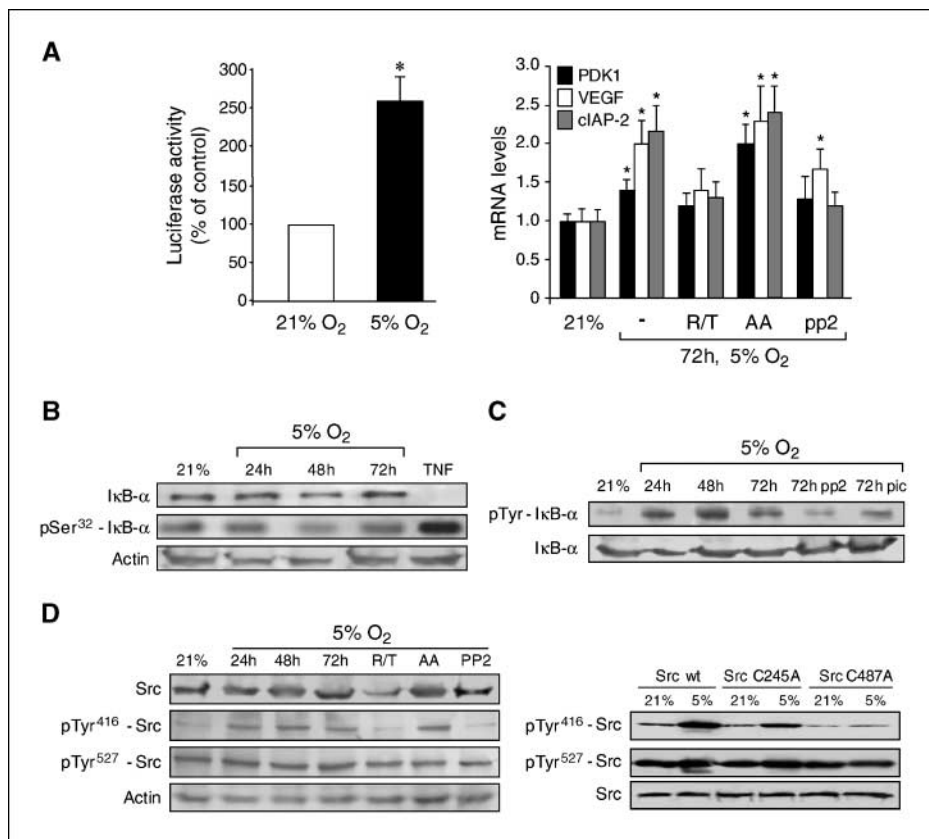 A
Luciferase activity
(% of control)
300
250
200
150
100
50
0
*
21% O₂
5% O₂
mRNA levels
3.0
2.5
2.0
1.5
1.0
0.5
0
PDK1
VEGF
cIAP-2
* * * * * * *
21% - R/T AA pp2
72h, 5% O₂
B
5% O₂
21% 24h 48h 72h TNF
IκB-α
pSer³² - IκB-α
Actin
C
5% O₂
21% 24h 48h 72h 72h pp2 72h pic
pTyr - IκB-α
IκB-α
D
5% O₂
21% 24h 48h 72h R/T AA PP2
Src
pTyr⁴¹⁶ - Src
pTyr⁵²⁷ - Src
Actin
Src wt Src C245A Src C487A
21% 5% 21% 5% 21% 5%
pTyr⁴¹⁶ - Src
pTyr⁵²⁷ - Src
Src